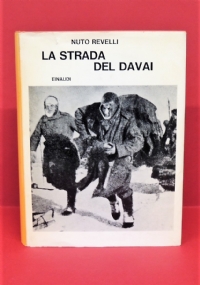 NUTO REVELLI
LA STRADA
DEL DAVAI
EINAUDI